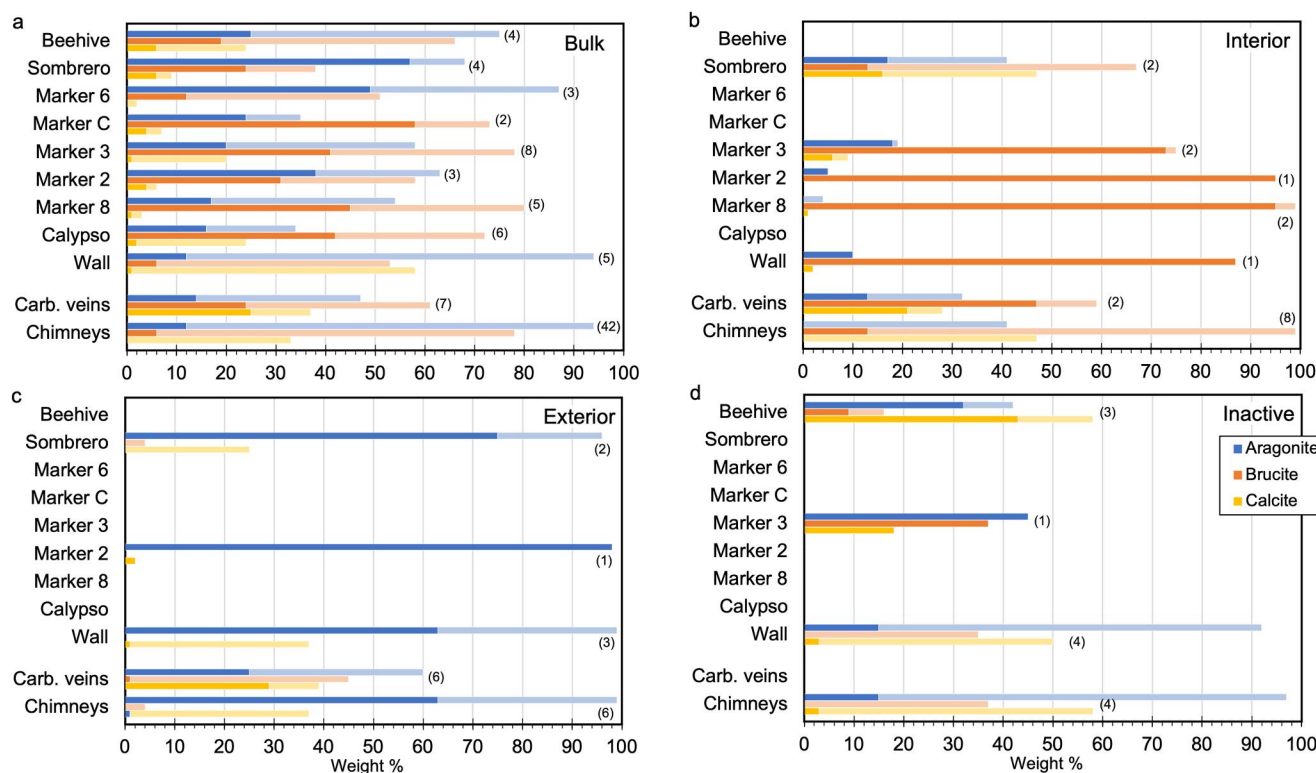 a
Bulk
Beehive (4)
Sombrero (4)
Marker 6 (3)
Marker C (2)
Marker 3 (8)
Marker 2 (3)
Marker 8 (5)
Calypso (6)
Wall (5)
Carb. veins (7)
Chimneys (42)
0 10 20 30 40 50 60 70 80 90 100
b
Interior
Beehive
Sombrero (2)
Marker 6
Marker C
Marker 3 (2)
Marker 2 (1)
Marker 8 (2)
Calypso
Wall (1)
Carb. veins (2)
Chimneys (8)
0 10 20 30 40 50 60 70 80 90 100
c
Exterior
Beehive
Sombrero (2)
Marker 6
Marker C
Marker 3
Marker 2 (1)
Marker 8
Calypso
Wall (3)
Carb. veins (6)
Chimneys (6)
0 10 20 30 40 50 60 70 80 90 100
Weight %
d
Inactive
Beehive (3)
Sombrero
Marker 6
Marker C
Marker 3 (1)
Marker 2
Marker 8
Calypso
Wall (4)
Carb. veins
Chimneys (4)
Aragonite
Brucite
Calcite
0 10 20 30 40 50 60 70 80 90 100
Weight %